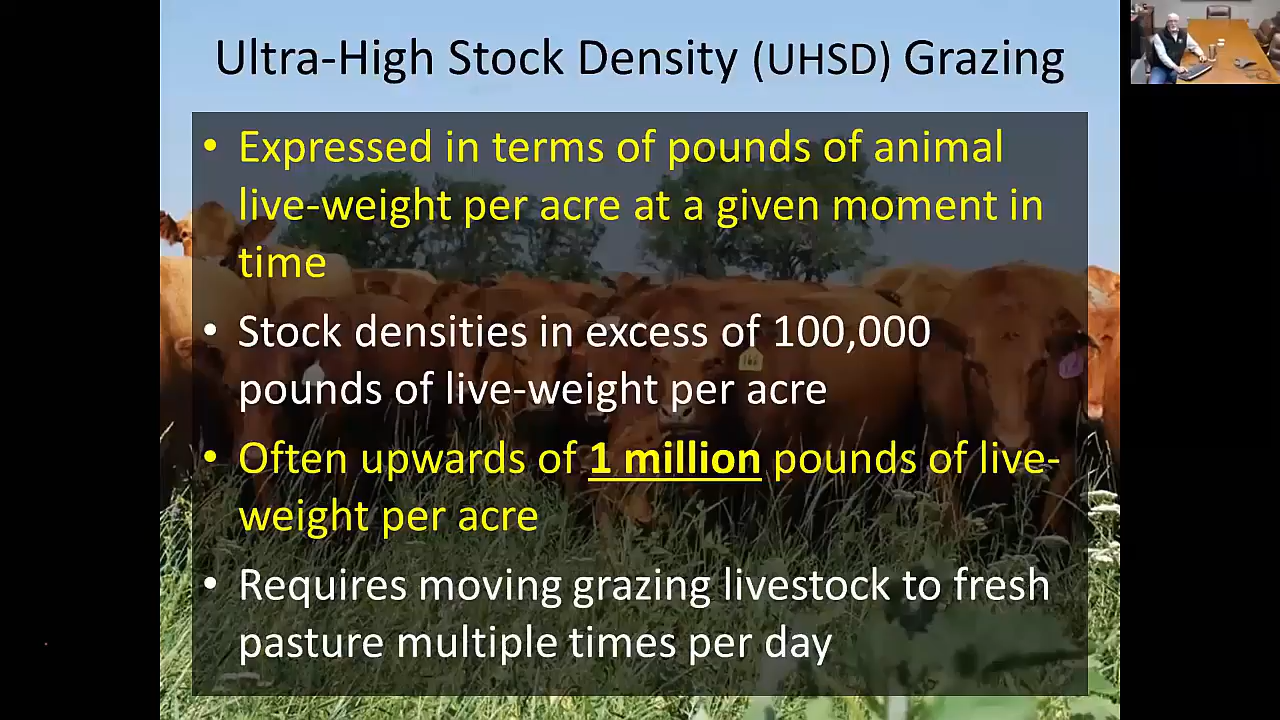 Ultra-High Stock Density (UHSD) Grazing
• Expressed in terms of pounds of animal
live-weight per acre at a given moment in
time
• Stock densities in excess of 100,000
pounds of live-weight per acre
• Often upwards of 1 million pounds of live-
weight per acre
• Requires moving grazing livestock to fresh
pasture multiple times per day